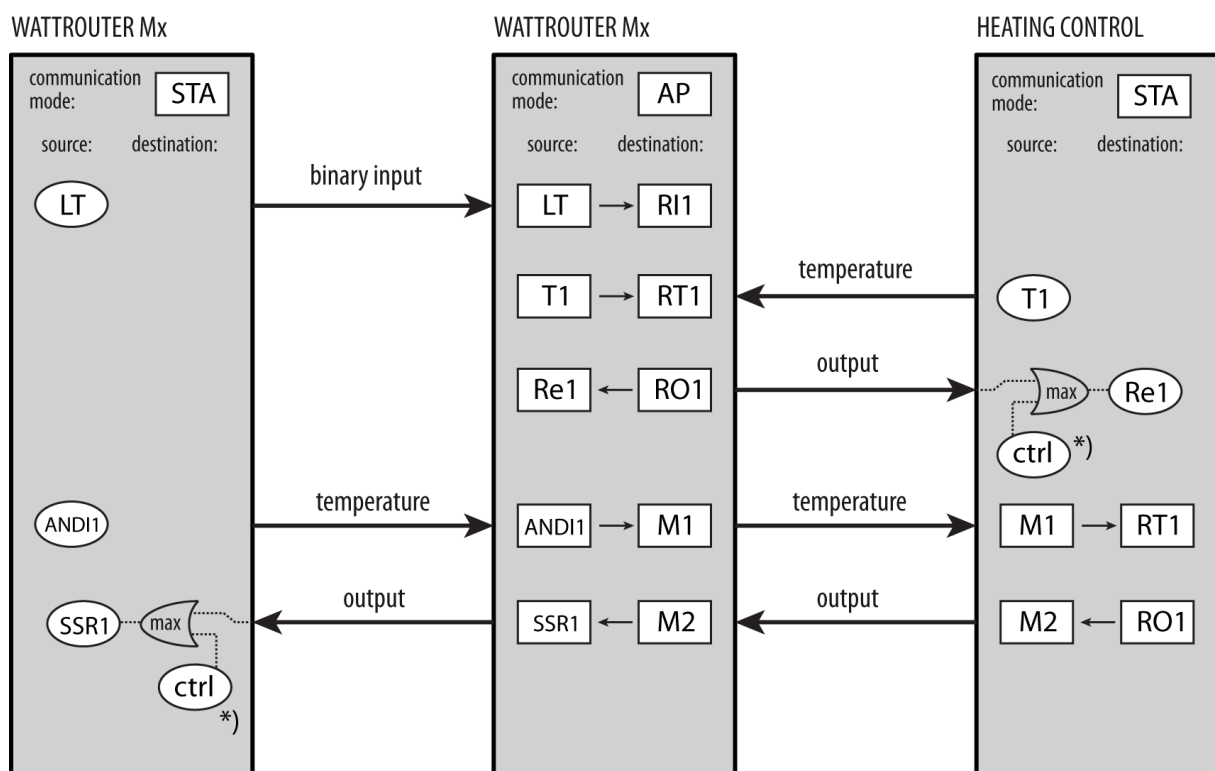 WATTROUTER Mx
communication
mode:
STA
source:
destination:
LT
ANDI1
SSR1
max
ctrl
*)
binary input
temperature
output
WATTROUTER Mx
communication
mode:
AP
source:
destination:
LT
RI1
T1
RT1
Re1
RO1
ANDI1
M1
SSR1
M2
temperature
output
temperature
output
HEATING CONTROL
communication
mode:
STA
source:
destination:
T1
max
Re1
ctrl
*)
M1
RT1
M2
RO1